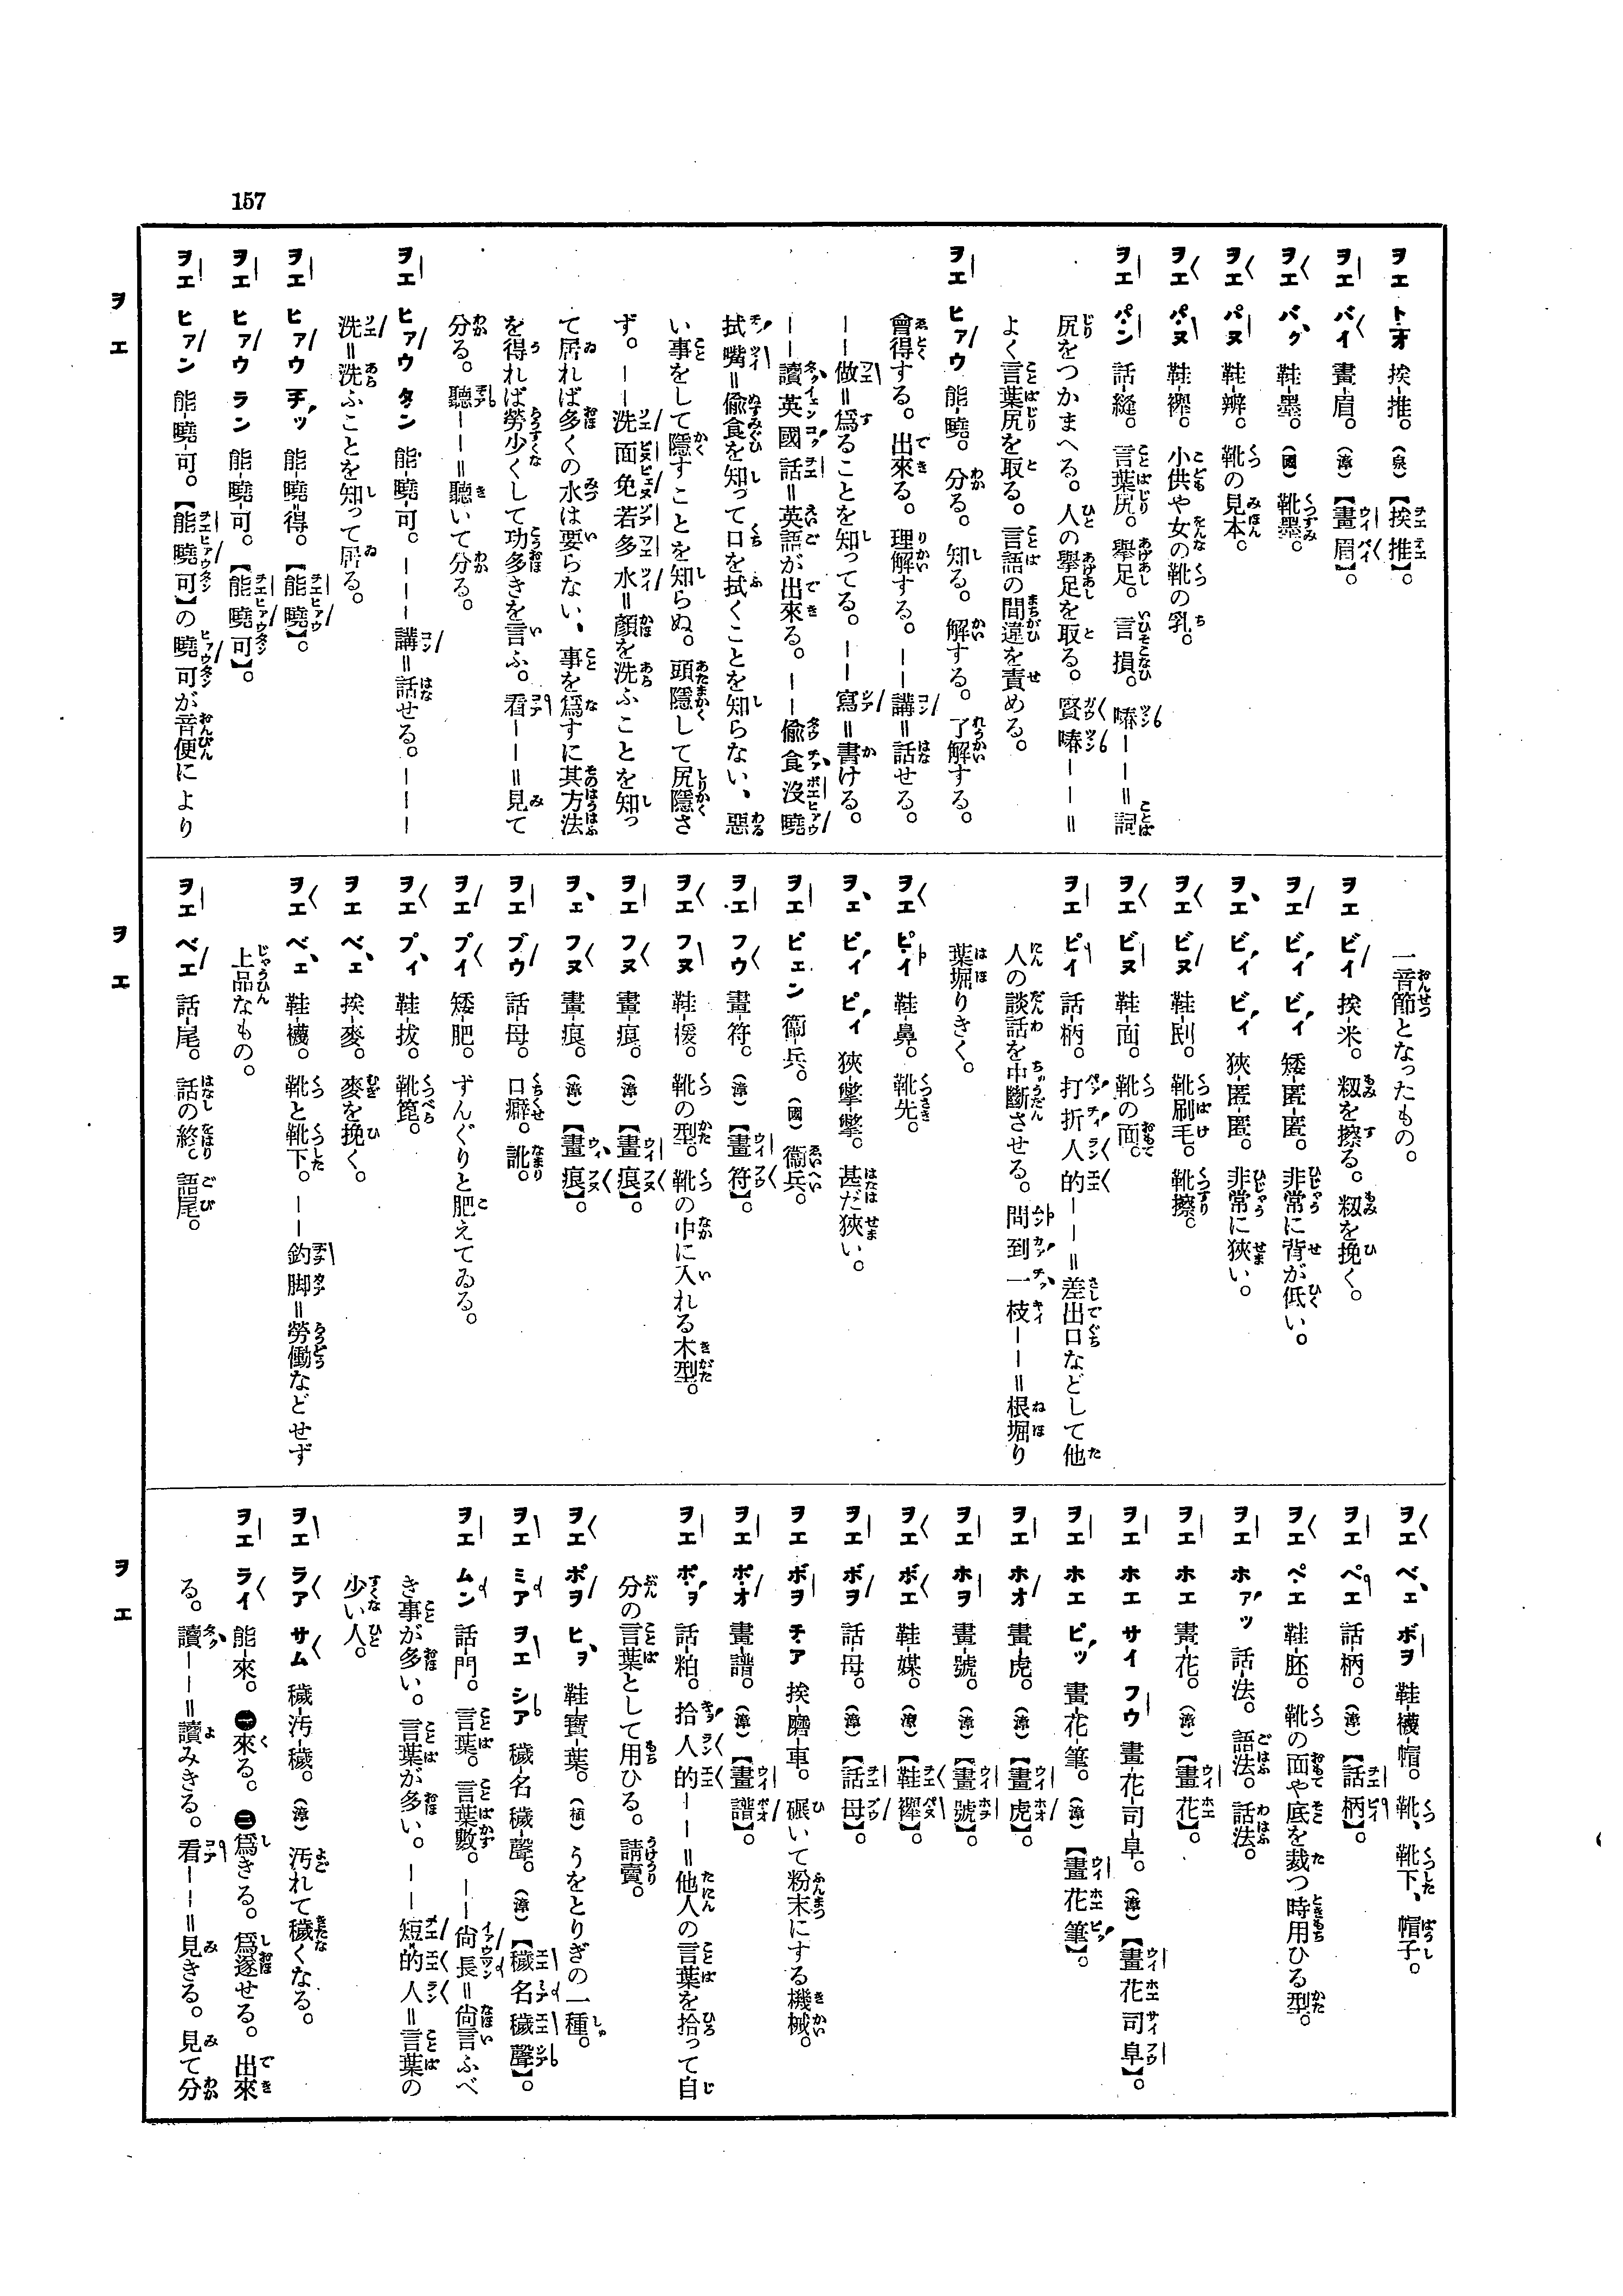 157
ヲエ ト・オ 挨-推。(泉)【挨推】。
ヲエ バイ 畫-眉。(漳)【畫眉】。
ヲエ バク 鞋-墨。(國)靴墨。
ヲエ パヌ 鞋-辨。靴の見本。
ヲエ パ・ヌ 鞋-襻。小供や女の靴の乳。
ヲエ パ・ン 話-縫。言葉尻。擧足。言損。㗘ーー=詞
尻をつかまへる。人の擧足を取る。賢㗘ーー=
よく言葉尻を取る。言語の間違を責める。
ヲエ ヒアウ 能-曉。分る。知る。解する。了解する。
會得する。出來る。理解する。ーー講=話せる。
ーー做=爲ることを知ってる。ーー寫=書ける。
ーー讀英國話=英語が出來る。ーー偸食沒曉
拭嘴=偸食を知って口を拭くことを知らない、惡
い事をして隱すことを知らぬ。頭隱して尻隱さ
ず。ーー洗面免若多水=顏を洗ふことを知っ
て居れば多くの水は要らない、事を爲すに其方法
を得れば勞少くして功多きを言ふ。看ーー=見て
分る。聽ーー=聽いて分る。
ヲエ ヒアウ タン 能-曉-可。ーーー講=話せる。ーーー
洗=洗ふことを知って居る。
ヲエ ヒアウ チッ 能-曉-得。【能曉】。
ヲエ ヒアウ ラン 能-曉-可。【能曉可】。
ヲエ ヒアン 能-曉-可。【能曉可】の曉可が音便により
一音節となったもの。
ヲエ ビイ 挨-米。籾を擦る。籾を挽く。
ヲエ ビイ ビイ 矮-匿-匿。非常に背が低い。
ヲエ ビイ ビイ 狹-匿-匿。非常に狹い。
ヲエ ビヌ 鞋-刡。靴刷毛。靴擦。
ヲエ ビヌ 鞋-面。靴の面。
ヲエ ピイ 話-柄。打折人的ーー=差出口などして他
人の談話を中斷させる。問到一枝ーー=根堀り
葉堀りきく。
ヲエ ピ・イ 鞋-鼻。靴先。
ヲエ ピイ ピイ 狹-擎-擎。甚だ狹い。
ヲエ ピェン 衞-兵。(國)衞兵。
ヲエ フウ 畫-符。(漳)【畫符】。
ヲエ フヌ 鞋-楥。靴の型。靴の中に入れる木型。
ヲエ フヌ 畫-痕。(漳)【畫痕】。
ヲエ フヌ 畫-痕。(漳)【畫痕】。
ヲエ ブウ 話-母。口癖。訛。
ヲエ プイ 矮-肥。ずんぐりと肥えてゐる。
ヲエ プィ 鞋-拔。靴箆。
ヲエ ベェ 挨-麥。麥を挽く。
ヲエ ベェ 鞋-襪。靴と靴下。ーー釣脚=勞働などせず
上品なもの。
ヲエ ベエ 話-尾。話の終。語尾。
ヲエ ベェ ボヲ 鞋-襪-帽。靴、靴下、帽子。
ヲエ ペエ 話-柄。(漳)【話柄】。
ヲエ ペ・エ 鞋-胚。靴の面や底を裁つ時用ひる型。
ヲエ ホアッ 話-法。語法。話法。
ヲエ ホエ 畫-花。(漳)【畫花】。
ヲエ ホエ サイ フウ 畫-花-司-阜。(漳)【畫花司阜】。
ヲエ ホエ ピッ 畫-花-筆。(漳)【畫花筆】。
ヲエ ホオ 畫-虎。(漳)【畫虎】。
ヲエ ホヲ 畫-號。(漳)【畫號】。
ヲエ ボエ 鞋-媒。(漳)【鞋襻】。
ヲエ ボヲ 話-母。(漳)【話母】。
ヲエ ボヲ チ・ア 挨-磨-車。碾いて粉末にする機械。
ヲエ ポ・オ 畫-譜。(漳)【畫譜】。
ヲエ ポ・ヲ 話-粕。拾人的ーー=他人の言葉を拾って自
分の言葉として用ひる。請賣。
ヲエ ポヲ ヒヲ 鞋-寶-葉。(植)うをとりぎの一種。
ヲエ ミア ヲエ シア 穢-名 穢-聲。(漳)【穢名穢聲】。
ヲエ ムン 話-門。言葉。言葉數。ーー尙長=尙言ふべ
き事が多い。言葉が多い。ーー短的人=言葉の
少い人。
ヲエ ラア サム 穢-汚-穢。(漳)汚れて穢くなる。
ヲエ ライ 能-來。㊀來る。㊁爲きる。爲遂せる。出來
る。讀ーー=讀みきる。看ーー=見きる。見て分
ヲエ
ヲエ
ヲエ